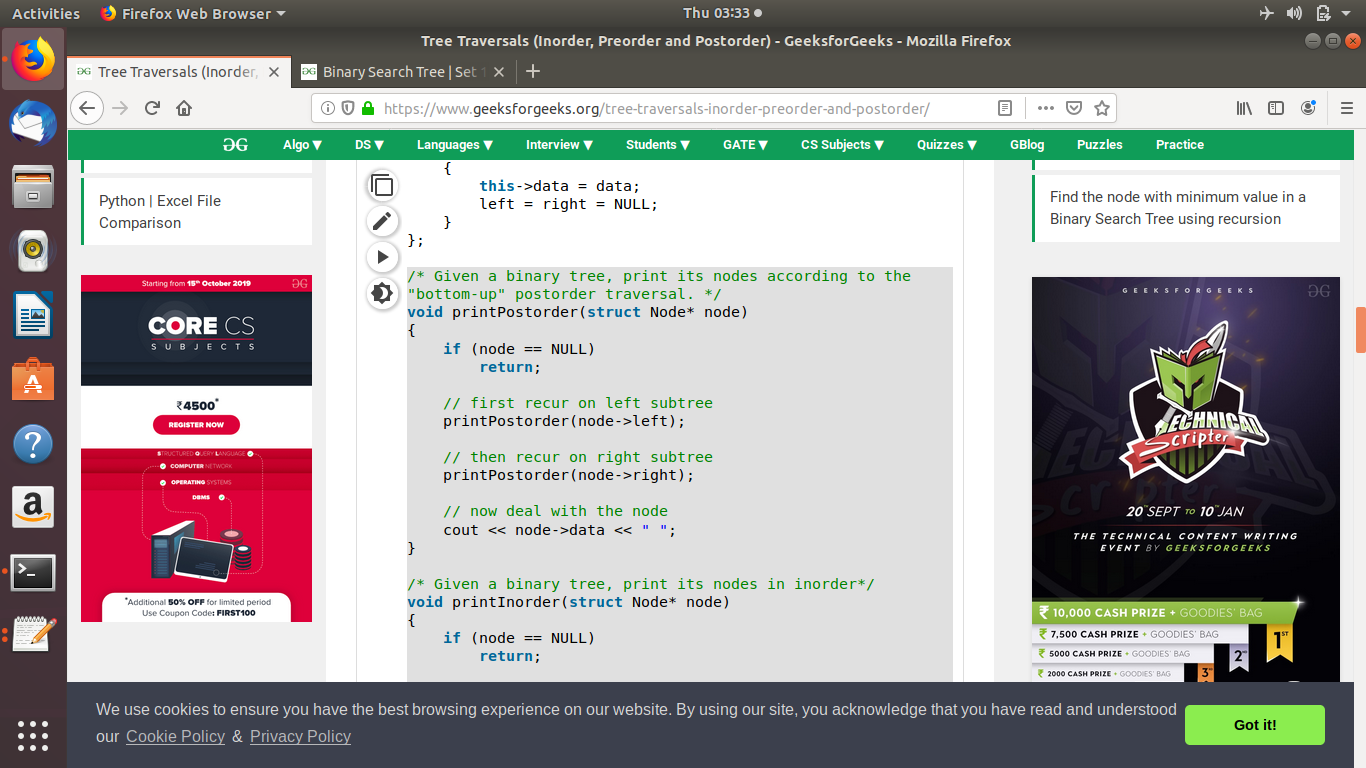 Activities
Firefox Web Browser
Thu 03:33
Tree Traversals (Inorder, Preorder and Postorder) - GeeksforGeeks - Mozilla Firefox
Tree Traversals (Inorder,
Binary Search Tree | Set
https://www.geeksforgeeks.org/tree-traversals-inorder-preorder-and-postorder/
Algo ▼
DS ▼
Languages ▼
Interview ▼
Students ▼
GATE ▼
CS Subjects ▼
Quizzes ▼
GBlog
Puzzles
Practice
Python | Excel File
Comparison
Starting from 15th October 2019
CORE CS
SUBJECTS
₹4500*
REGISTER NOW
STRUCTURED QUERY LANGUAGE
COMPUTER NETWORK
OPERATING SYSTEMS
DBMS
*Additional 50% OFF for limited period
Use Coupon Code: FIRST100
{
this->data = data;
left = right = NULL;
}
};
/* Given a binary tree, print its nodes according to the
"bottom-up" postorder traversal. */
void printPostorder(struct Node* node)
{
if (node == NULL)
return;
// first recur on left subtree
printPostorder(node->left);
// then recur on right subtree
printPostorder(node->right);
// now deal with the node
cout << node->data << " ";
}
/* Given a binary tree, print its nodes in inorder*/
void printInorder(struct Node* node)
{
if (node == NULL)
return;
Find the node with minimum value in a
Binary Search Tree using recursion
GEEKSFORGEEKS
TECHNICAL
Scripter
20TH SEPT TO 10TH JAN
THE TECHNICAL CONTENT WRITING
EVENT BY GEEKSFORGEEKS
₹ 10,000 CASH PRIZE + GOODIES' BAG
₹ 7,500 CASH PRIZE + GOODIES' BAG
₹ 5000 CASH PRIZE + GOODIES' BAG
₹ 2000 CASH PRIZE + GOODIES' BAG
1ST
2ND
3RD
We use cookies to ensure you have the best browsing experience on our website. By using our site, you acknowledge that you have read and understood
our Cookie Policy & Privacy Policy
Got it!